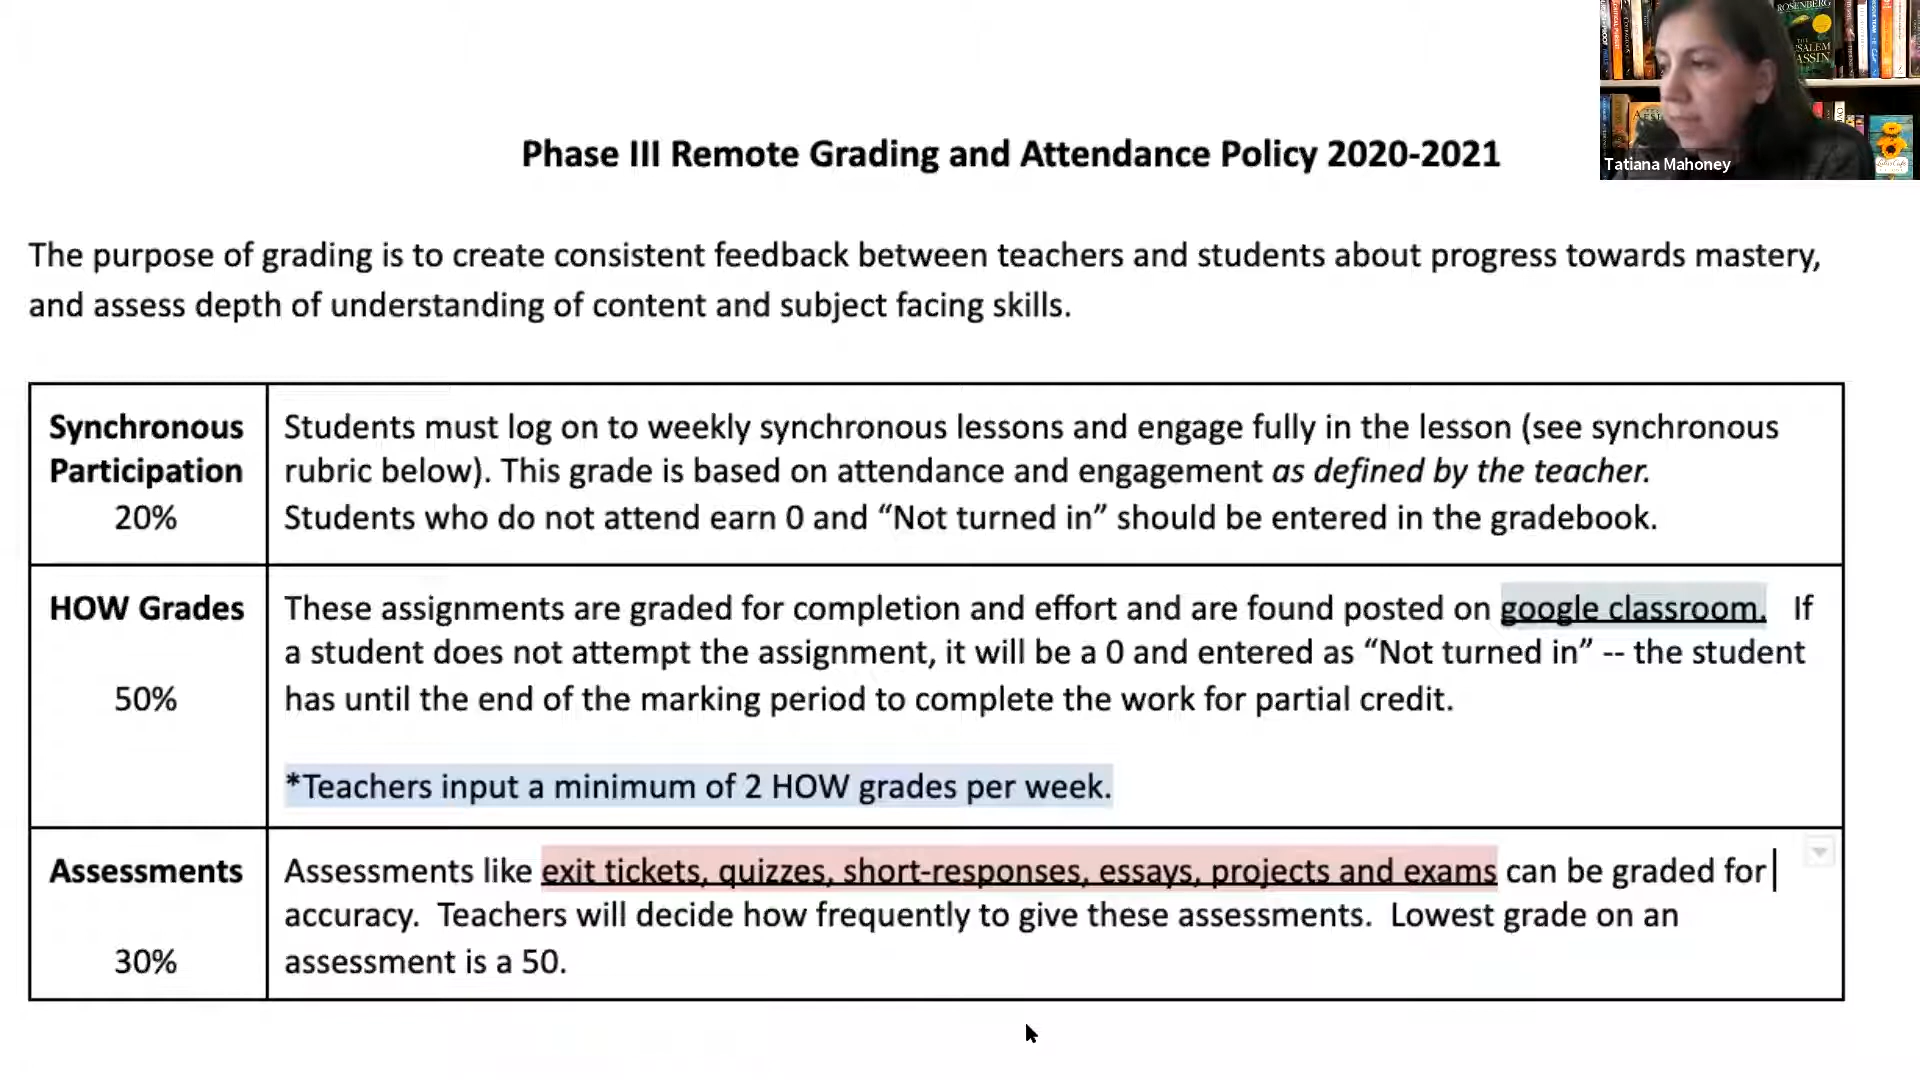 ROSENBERG
THE
Tatiana Mahoney
Phase III Remote Grading and Attendance Policy 2020-2021
The purpose of grading is to create consistent feedback between teachers and students about progress towards mastery,
and assess depth of understanding of content and subject facing skills.
Synchronous
Participation
20%
Students must log on to weekly synchronous lessons and engage fully in the lesson (see synchronous
rubric below). This grade is based on attendance and engagement as defined by the teacher.
Students who do not attend earn 0 and “Not turned in” should be entered in the gradebook.
HOW Grades
50%
These assignments are graded for completion and effort and are found posted on google classroom. If
a student does not attempt the assignment, it will be a 0 and entered as “Not turned in” -- the student
has until the end of the marking period to complete the work for partial credit.
*Teachers input a minimum of 2 HOW grades per week.
Assessments
30%
Assessments like exit tickets, quizzes, short-responses, essays, projects and exams can be graded for
accuracy. Teachers will decide how frequently to give these assessments. Lowest grade on an
assessment is a 50.